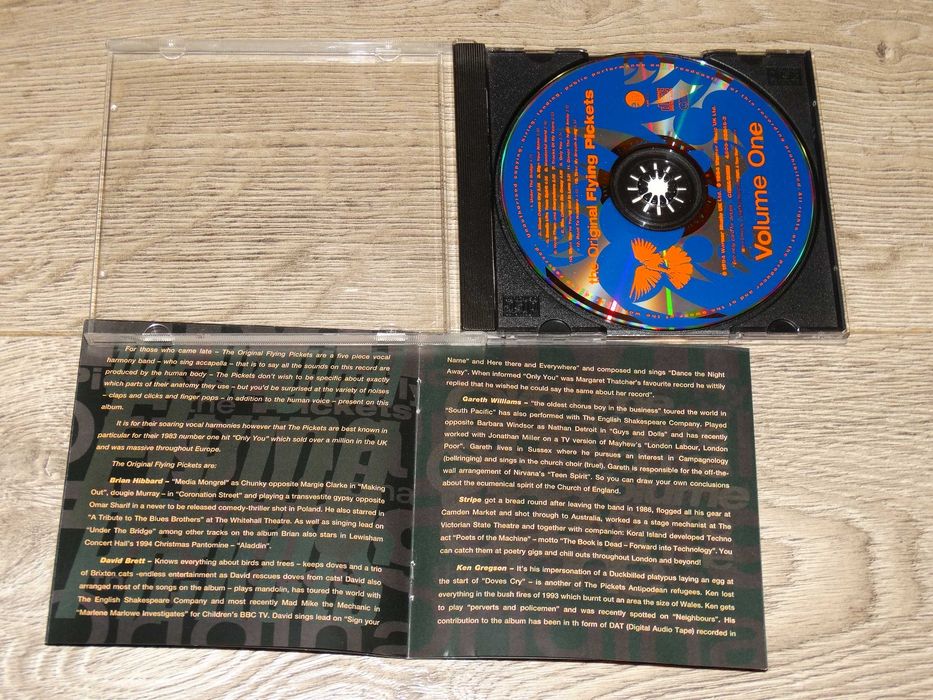 the Original Flying Pickets
Volume One
For those who came late – The Original Flying Pickets are a five piece vocal
harmony band – who sing accapella – that is to say all the sounds on this record are
produced by the human body – The Pickets don't wish to be specific about exactly
which parts of their anatomy they use – but you'd be surprised at the variety of noises
– claps and clicks and finger pops – in addition to the human voice – present on this
album.
It is for their soaring vocal harmonies however that The Pickets are best known in
particular for their 1983 number one hit "Only You" which sold over a million in the UK
and was massive throughout Europe.
The Original Flying Pickets are:
Brian Hibbard – "Media Mongrel" as Chunky opposite Margie Clarke in "Making
Out", dougie Murray – in "Coronation Street" and playing a transvestite gypsy opposite
Omar Sharif in a never to be released comedy-thriller shot in Poland. He also starred in
"A Tribute to The Blues Brothers" at The Whitehall Theatre. As well as singing lead on
"Under The Bridge" among other tracks on the album Brian also stars in Lewisham
Concert Hall's 1994 Christmas Pantomine – "Aladdin".
David Brett – Knows everything about birds and trees – keeps doves and a trio
of Brixton cats -endless entertainment as David rescues doves from cats! David also
arranged most of the songs on the album – plays mandolin, has toured the world with
The English Shakespeare Company and most recently Mad Mike the Mechanic in
"Marlene Marlowe Investigates" for Children's BBC TV. David sings lead on "Sign your
Name" and Here there and Everywhere" and composed and sings "Dance the Night
Away". When informed "Only You" was Margaret Thatcher's favourite record he wittily
replied that he wished he could say the same about her record".
Gareth Williams – "the oldest chorus boy in the business" toured the world in
"South Pacific" has also performed with The English Shakespeare Company. Played
opposite Barbara Windsor as Nathan Detroit in "Guys and Dolls" and has recently
worked with Jonathan Miller on a TV version of Mayhew's "London Labour, London
Poor". Gareth lives in Sussex where he pursues an interest in Campagnology
(bellringing) and sings in the church choir (true!). Gareth is responsible for the off-the-
wall arrangement of Nirvana's "Teen Spirit". So you can draw your own conclusions
about the ecumenical spirit of the Church of England.
Stripe got a bread round after leaving the band in 1986, flogged all his gear at
Camden Market and shot through to Australia, worked as a stage mechanist at The
Victorian State Theatre and together with companion: Koral Island developed Techno
act "Poets of the Machine" – motto "The Book is Dead – Forward into Technology". You
can catch them at poetry gigs and chill outs throughout London and beyond!
Ken Gregson – It's his impersonation of a Duckbilled platypus laying an egg at
the start of "Doves Cry" – is another of The Pickets Antipodean refugees. Ken lost
everything in the bush fires of 1993 which burnt out an area the size of Wales. Ken gets
to play "perverts and policemen" and was recently spotted on "Neighbours". His
contribution to the album has been in form of DAT (Digital Audio Tape) recorded in